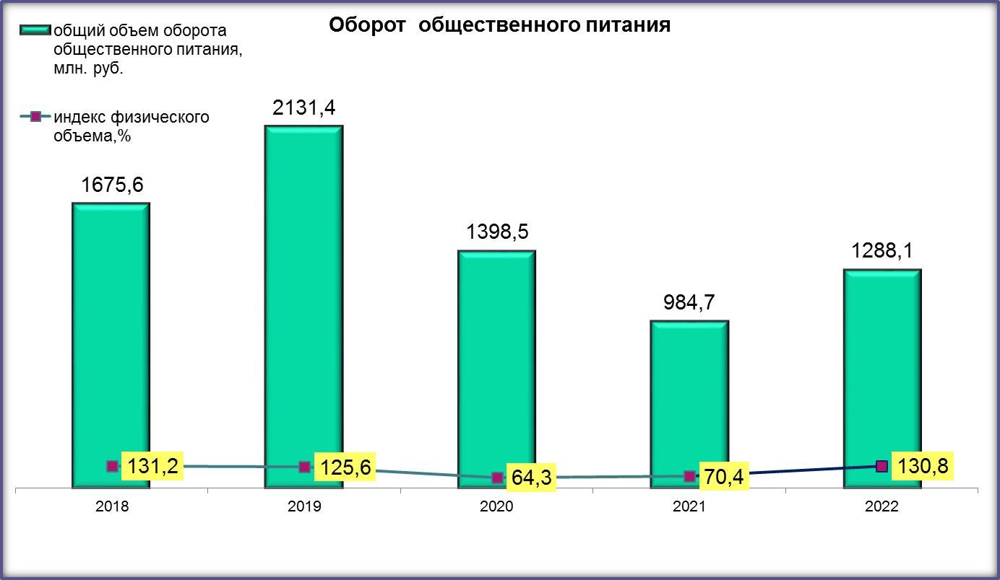 Оборот общественного питания
общий объем оборота
общественного питания,
млн. руб.
индекс физического
объема,%
1675,6
2131,4
1398,5
984,7
1288,1
131,2
125,6
64,3
70,4
130,8
2018
2019
2020
2021
2022